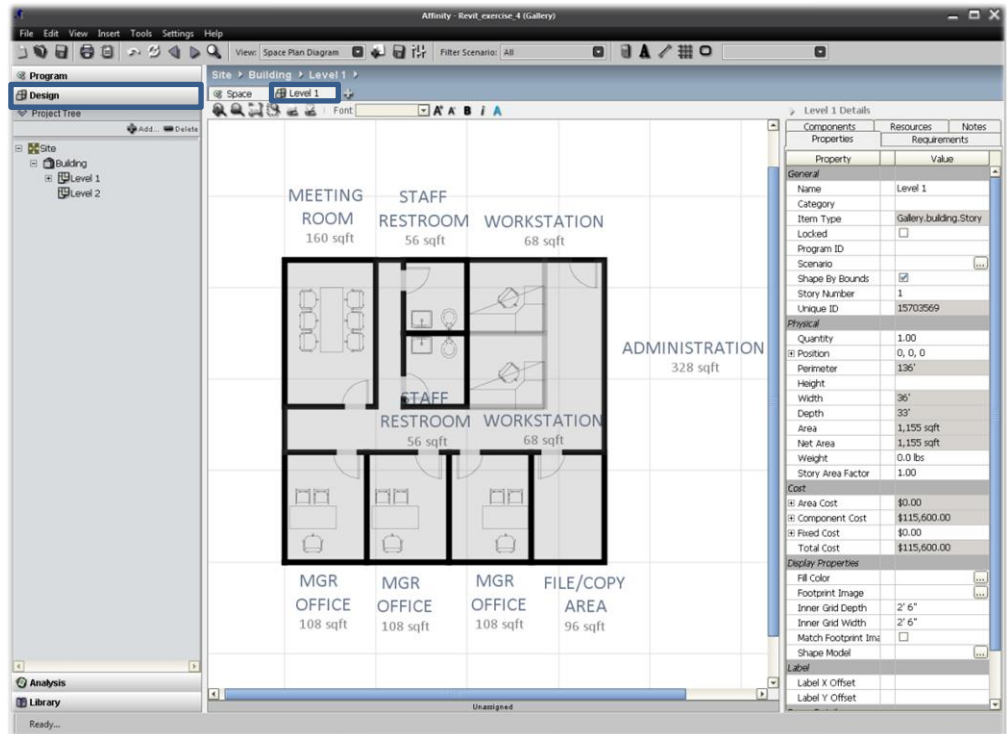 Affinity - Revit_exercise_4 (Gallery)
File Edit View Insert Tools Settings Help
View: Space Plan Diagram Filter Scenario: All
Program
Design
Project Tree
Add... Delete
Site
Building
Level 1
Level 2
Analysis
Library
Ready...
Site Building Level 1
Space Level 1
Font A A B i A
MEETING ROOM 160 sqft
STAFF RESTROOM 56 sqft
WORKSTATION 68 sqft
ADMINISTRATION 328 sqft
STAFF RESTROOM 56 sqft
WORKSTATION 68 sqft
MGR OFFICE 108 sqft
MGR OFFICE 108 sqft
MGR OFFICE 108 sqft
FILE/COPY AREA 96 sqft
Unassigned
Level 1 Details
Components Resources Notes
Properties Requirements
Property Value
General
Name Level 1
Category
Item Type Gallery.building.Story
Locked
Program ID
Scenario ...
Shape By Bounds
Story Number 1
Unique ID 15703569
Physical
Quantity 1.00
Position 0, 0, 0
Perimeter 136'
Height
Width 36'
Depth 33'
Area 1,155 sqft
Net Area 1,155 sqft
Weight 0.0 lbs
Story Area Factor 1.00
Cost
Area Cost $0.00
Component Cost $115,600.00
Fixed Cost $0.00
Total Cost $115,600.00
Display Properties
Fill Color ...
Footprint Image ...
Inner Grid Depth 2' 6"
Inner Grid Width 2' 6"
Match Footprint Ima
Shape Model ...
Label
Label X Offset
Label Y Offset